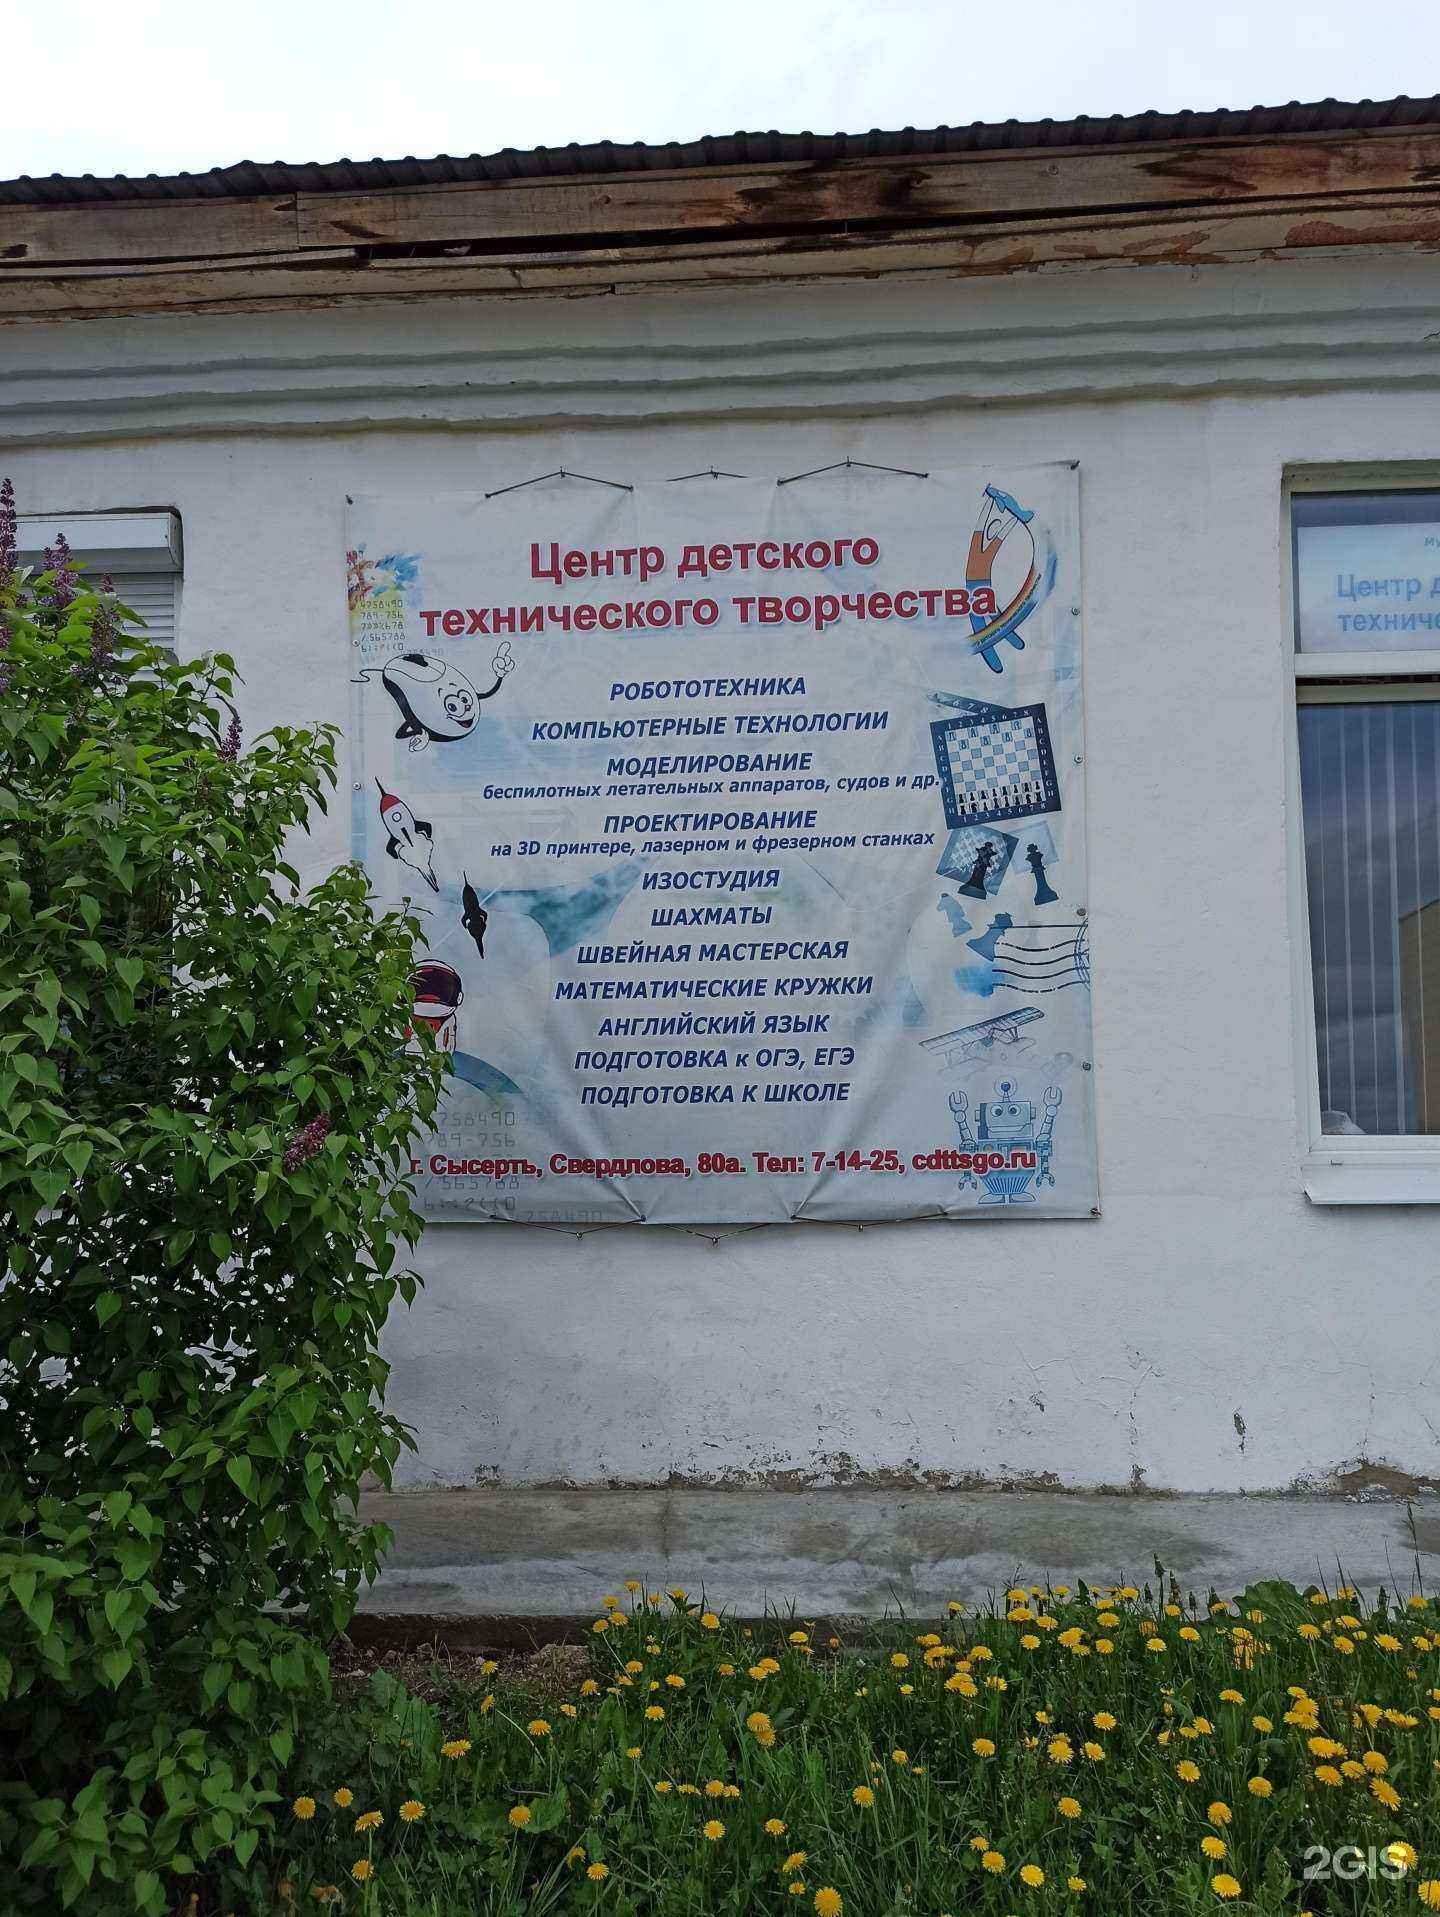 Центр детского
технического творчества
РОБОТОТЕХНИКА
КОМПЬЮТЕРНЫЕ ТЕХНОЛОГИИ
МОДЕЛИРОВАНИЕ
беспилотных летательных аппаратов, судов и др.
ПРОЕКТИРОВАНИЕ
на 3D принтере, лазерном и фрезерном станках
ИЗОСТУДИЯ
ШАХМАТЫ
ШВЕЙНАЯ МАСТЕРСКАЯ
МАТЕМАТИЧЕСКИЕ КРУЖКИ
АНГЛИЙСКИЙ ЯЗЫК
ПОДГОТОВКА к ОГЭ, ЕГЭ
ПОДГОТОВКА К ШКОЛЕ
г. Сысерть, Свердлова, 80а. Тел: 7-14-25, cdttsgo.ru
Центр
2GIS